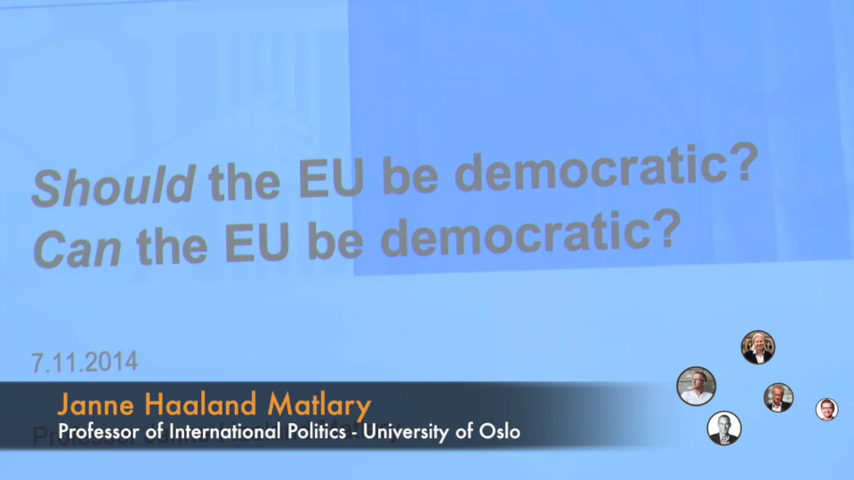 Should the EU be democratic?
Can the EU be democratic?
7.11.2014
Janne Haaland Matlary
Professor of International Politics - University of Oslo